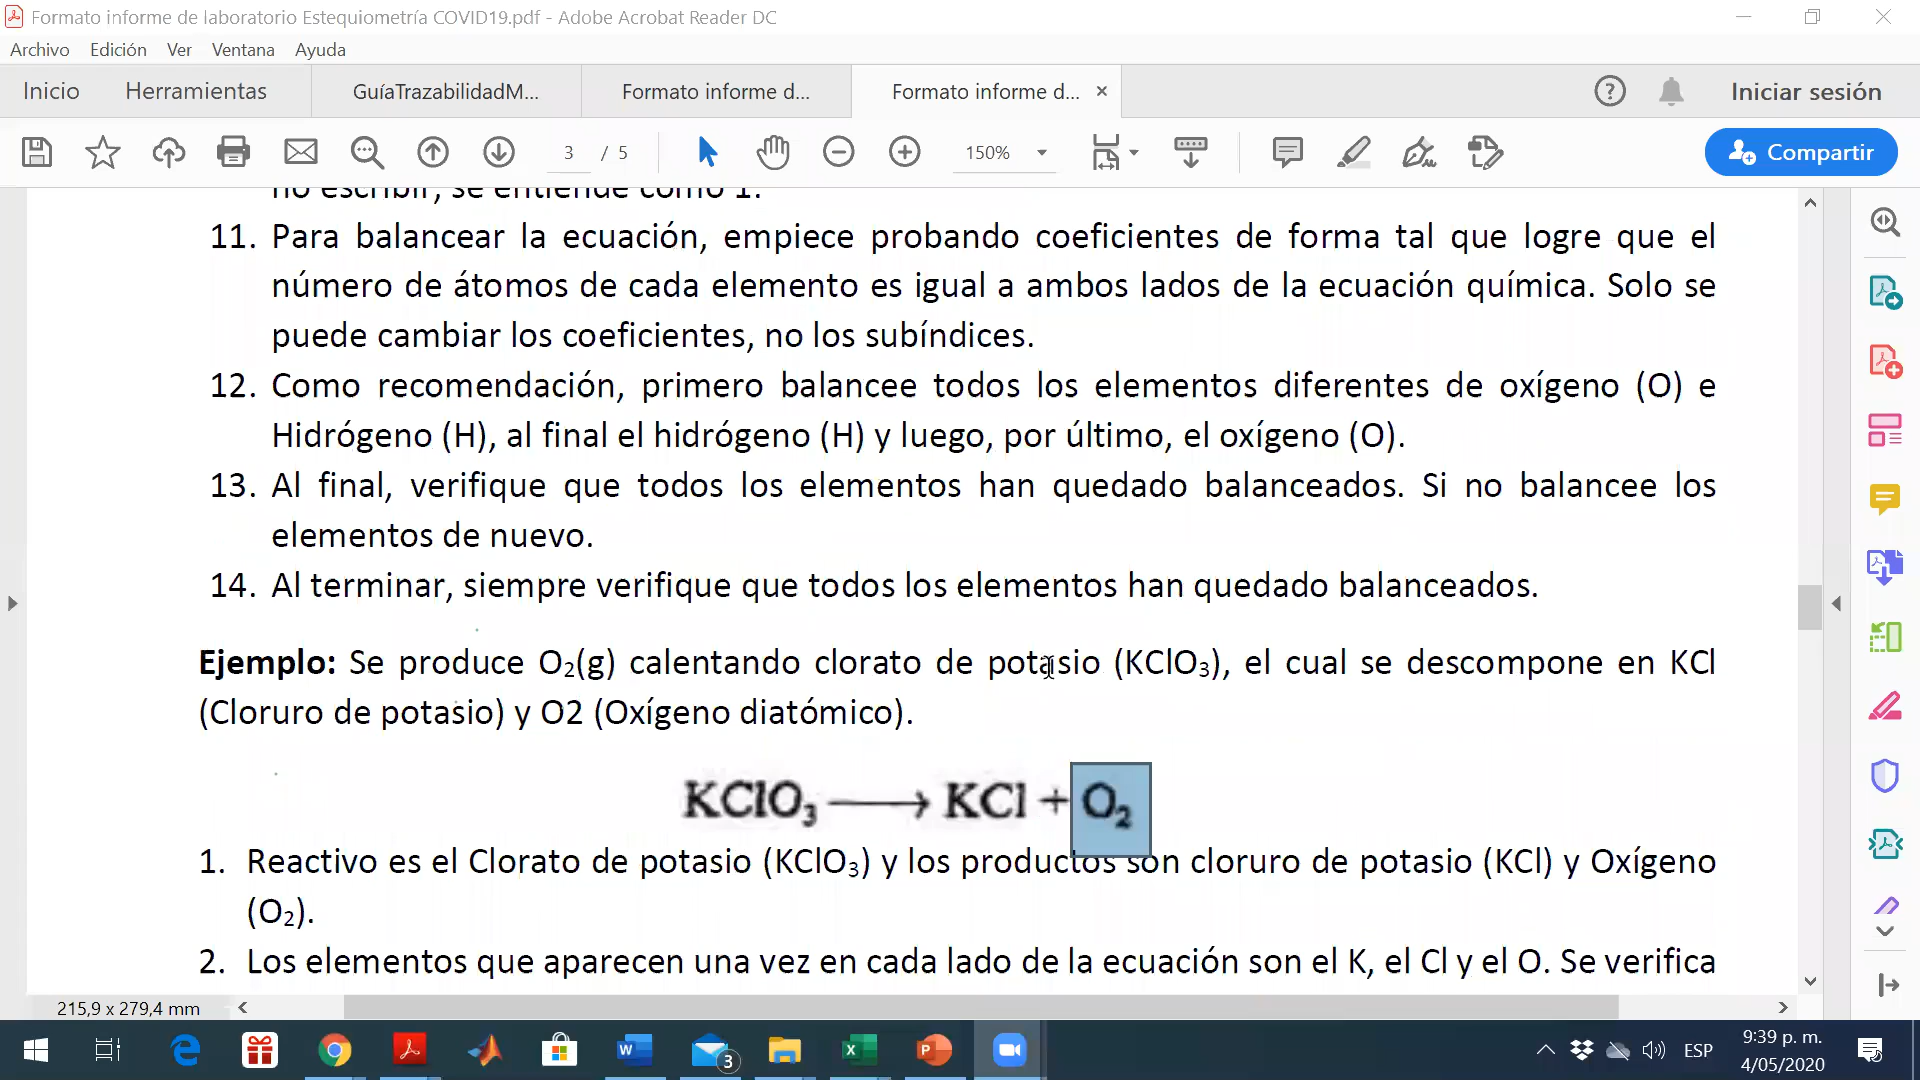 Formato informe de laboratorio Estequiometría COVID19.pdf - Adobe Acrobat Reader DC
Archivo Edición Ver Ventana Ayuda
Inicio Herramientas GuíaTrazabilidadM... Formato informe d... Formato informe d... ×
? Iniciar sesión
3 / 5 150% Compartir
no escribir, se entiende como 1.
11. Para balancear la ecuación, empiece probando coeficientes de forma tal que logre que el
número de átomos de cada elemento es igual a ambos lados de la ecuación química. Solo se
puede cambiar los coeficientes, no los subíndices.
12. Como recomendación, primero balancee todos los elementos diferentes de oxígeno (O) e
Hidrógeno (H), al final el hidrógeno (H) y luego, por último, el oxígeno (O).
13. Al final, verifique que todos los elementos han quedado balanceados. Si no balancee los
elementos de nuevo.
14. Al terminar, siempre verifique que todos los elementos han quedado balanceados.
Ejemplo: Se produce O₂(g) calentando clorato de potasio (KClO₃), el cual se descompone en KCl
(Cloruro de potasio) y O2 (Oxígeno diatómico).
KClO₃ ⟶ KCl + O₂
1. Reactivo es el Clorato de potasio (KClO₃) y los productos son cloruro de potasio (KCl) y Oxígeno
(O₂).
2. Los elementos que aparecen una vez en cada lado de la ecuación son el K, el Cl y el O. Se verifica
215,9 x 279,4 mm
3
ESP
9:39 p. m.
4/05/2020